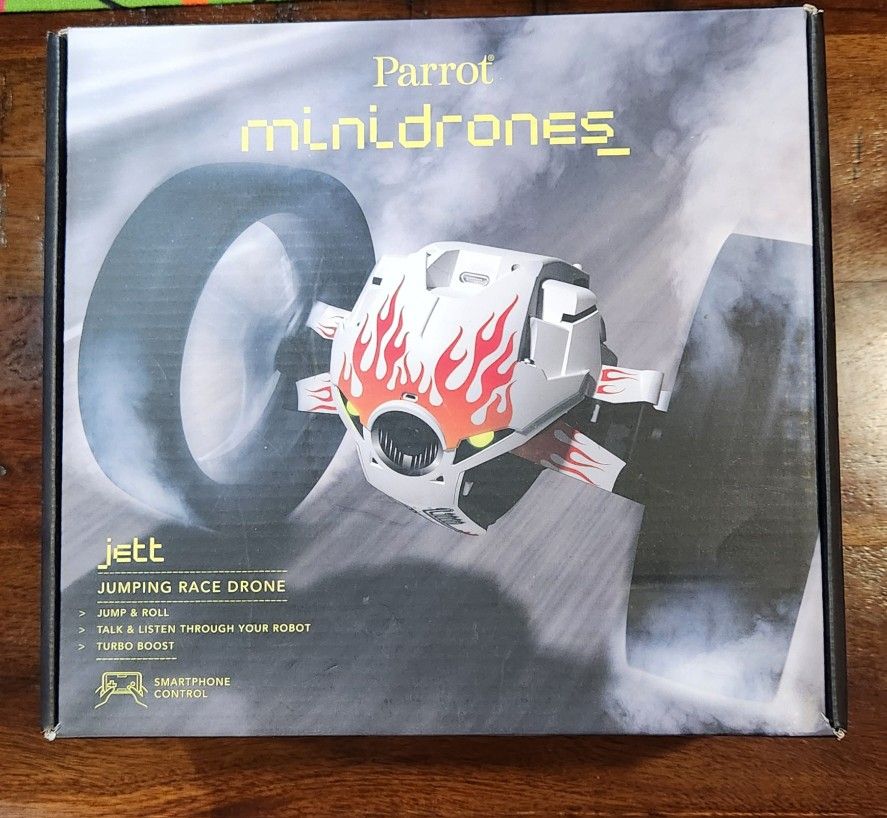 Parrot®
minidrones_
jett
JUMPING RACE DRONE
> JUMP & ROLL
> TALK & LISTEN THROUGH YOUR ROBOT
> TURBO BOOST
SMARTPHONE
CONTROL